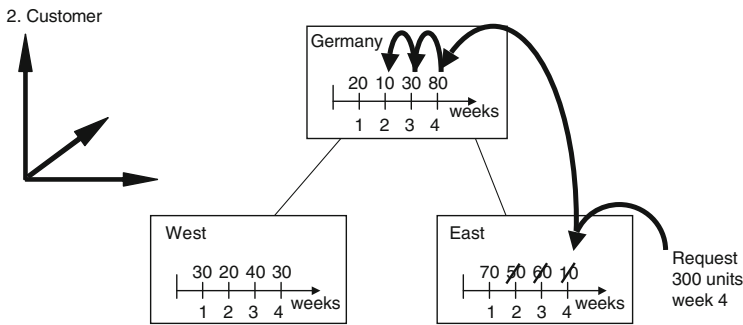 2. Customer
Germany
20 10 30 80
weeks
1 2 3 4
West
30 20 40 30
weeks
1 2 3 4
East
70 50 60 10
weeks
1 2 3 4
Request
300 units
week 4